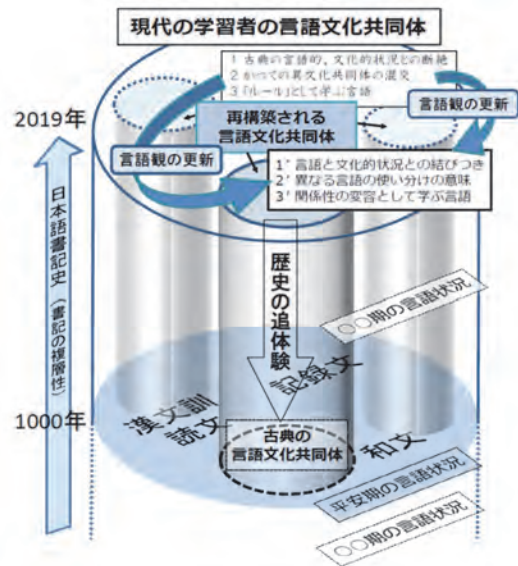 現代の学習者の言語文化共同体
1 古典の言語的、文化的状況との断絶
2 かつての異文化共同体の混交
3 「ルール」として学ぶ言語
2019年
再構築される
言語文化共同体
言語観の更新
言語観の更新
1’ 言語と文化的状況との結びつき
2’ 異なる言語の使い分けの意味
3’ 関係性の変容として学ぶ言語
日本語書記史（書記の複層性）
歴史の追体験
○○期の言語状況
記録文
漢文訓
読文
和文
1000年
古典の
言語文化共同体
平安期の言語状況
○○期の言語状況